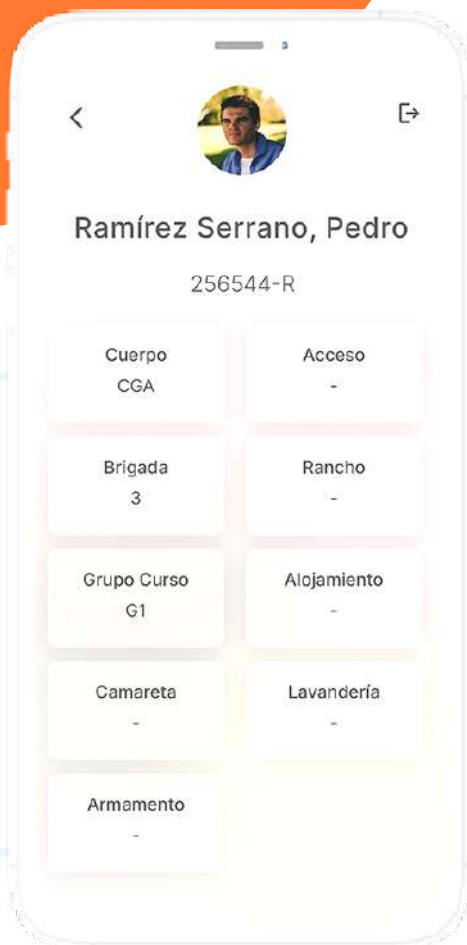 Ramírez Serrano, Pedro
256544-R
Cuerpo
CGA
Acceso
-
Brigada
3
Rancho
-
Grupo Curso
G1
Alojamiento
-
Camareta
-
Lavandería
-
Armamento
-